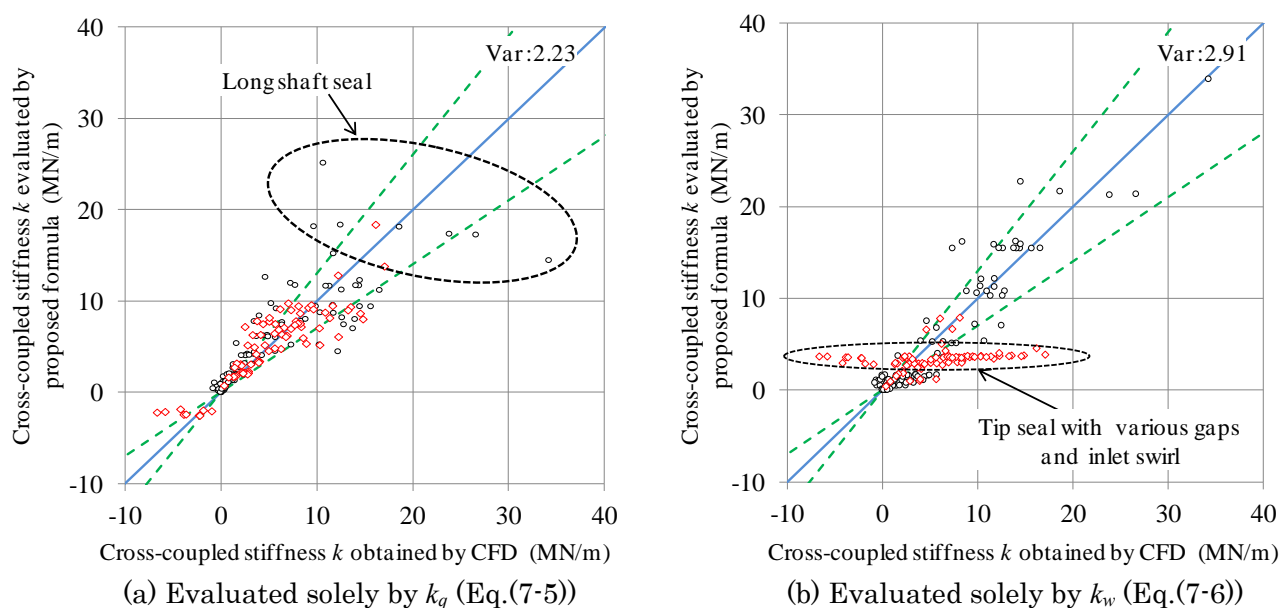 Cross-coupled stiffness k evaluated by
proposed formula (MN/m)
40
30
20
10
0
-10
-10 0 10 20 30 40
Var:2.23
Long shaft seal
Cross-coupled stiffness k obtained by CFD (MN/m)
(a) Evaluated solely by kq (Eq.(7-5))
Cross-coupled stiffness k evaluated by
proposed formula (MN/m)
40
30
20
10
0
-10
-10 0 10 20 30 40
Var:2.91
Tip seal with various gaps
and inlet swirl
Cross-coupled stiffness k obtained by CFD (MN/m)
(b) Evaluated solely by kw (Eq.(7-6))